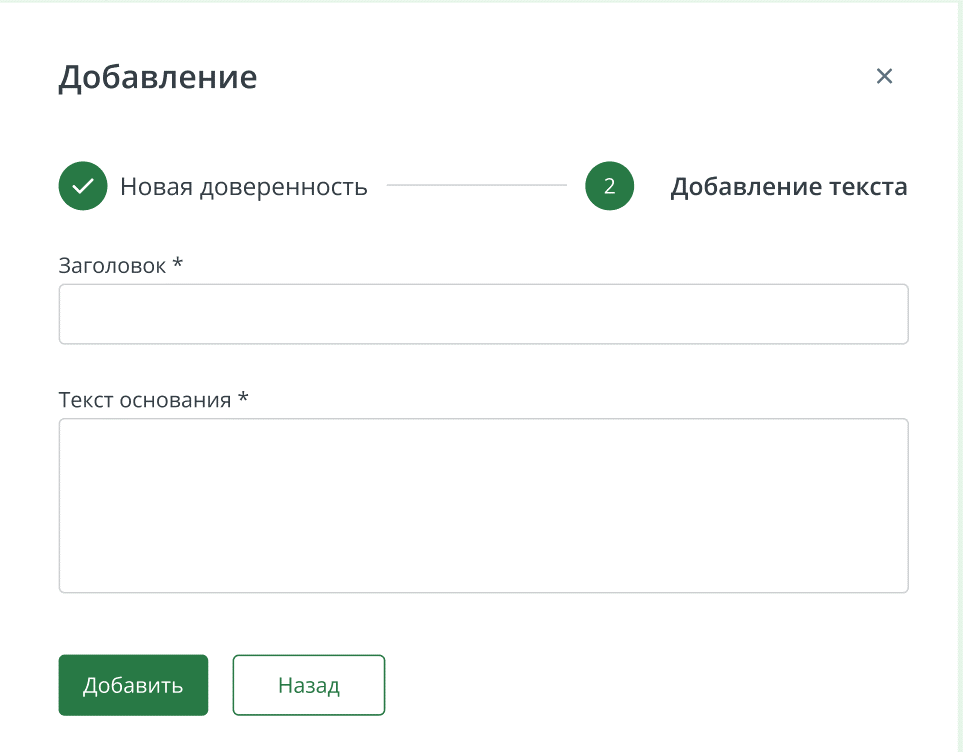 Добавление
Новая доверенность
2 Добавление текста
Заголовок *
Текст основания *
Добавить Назад